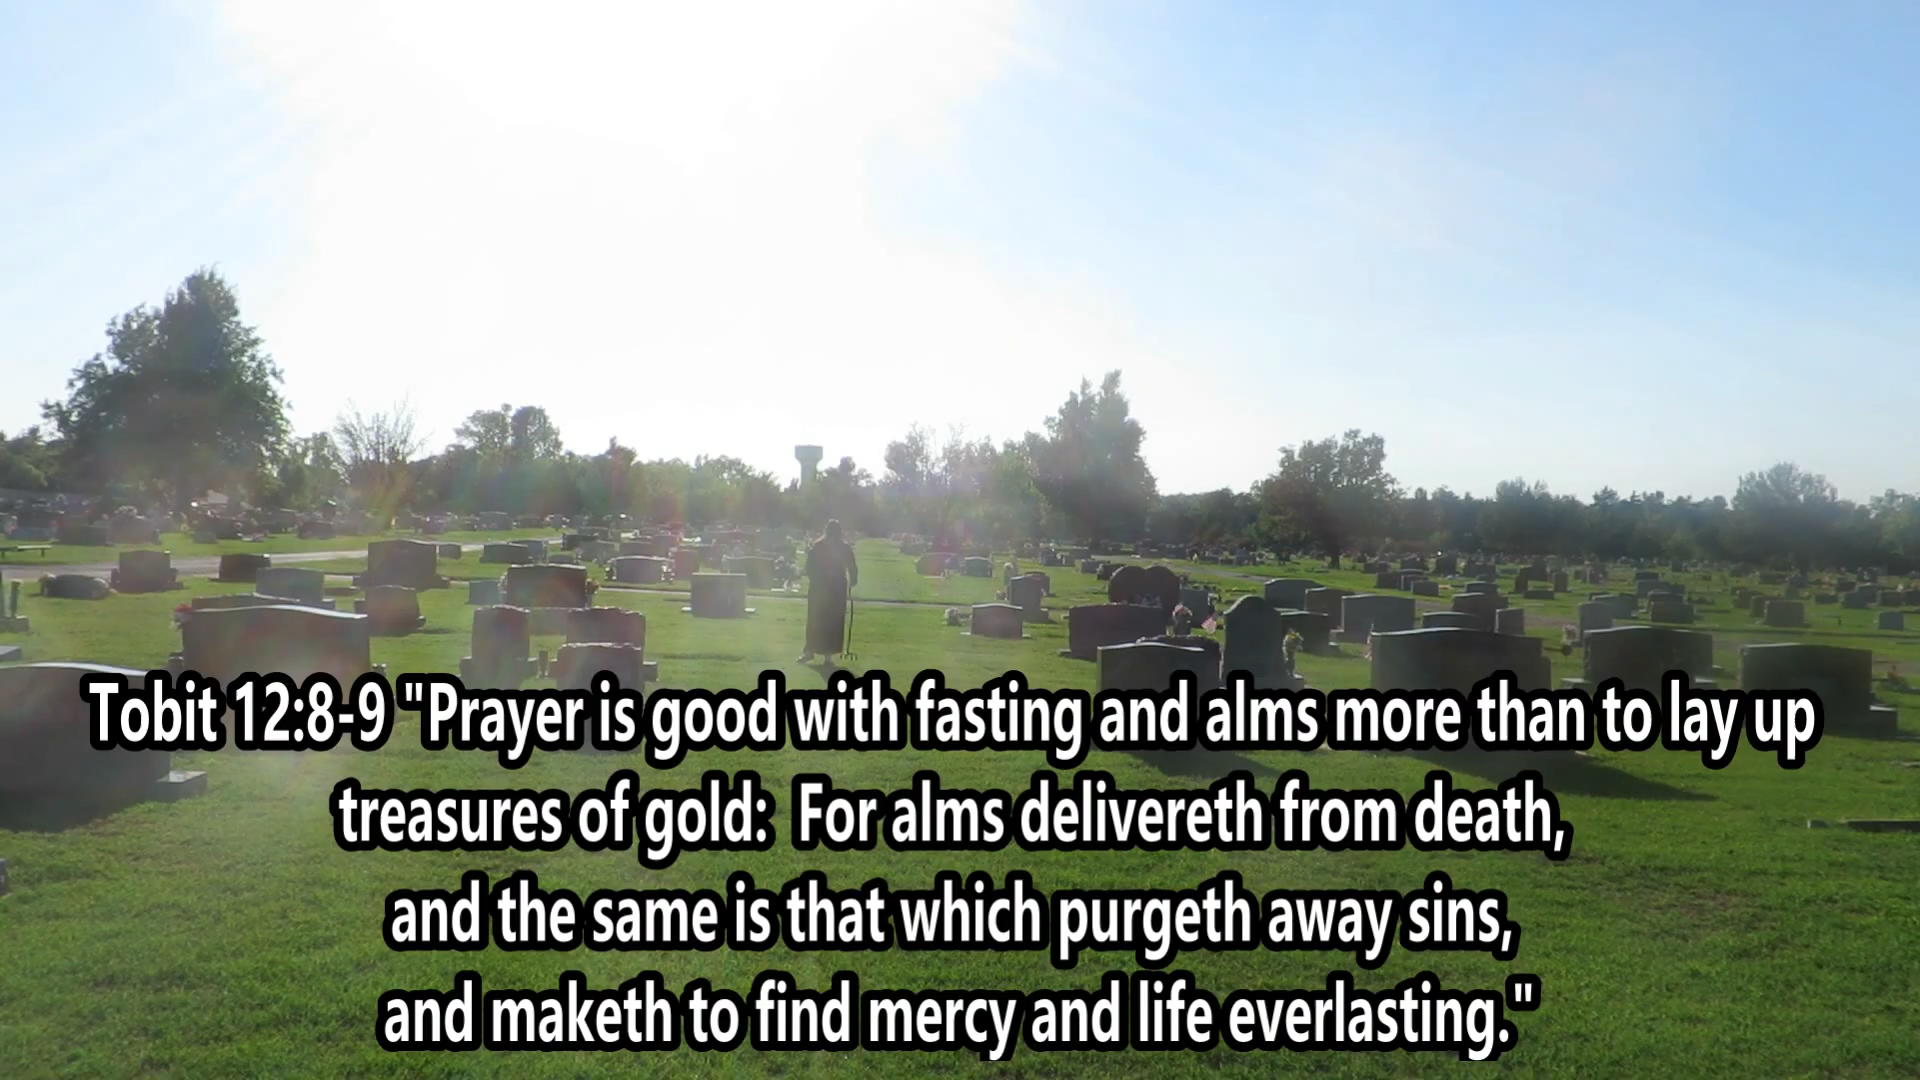 Tobit 12:8-9 "Prayer is good with fasting and alms more than to lay up
treasures of gold:  For alms delivereth from death,
and the same is that which purgeth away sins,
and maketh to find mercy and life everlasting."